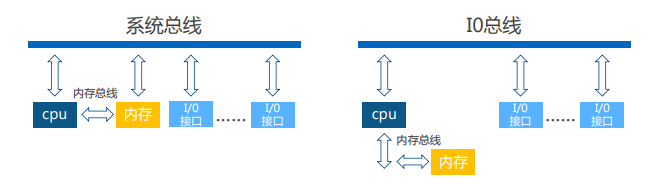 系统总线
IO总线
内存总线
cpu
内存
I/O
接口
......
I/O
接口
cpu
I/O
接口
......
I/O
接口
内存总线
内存